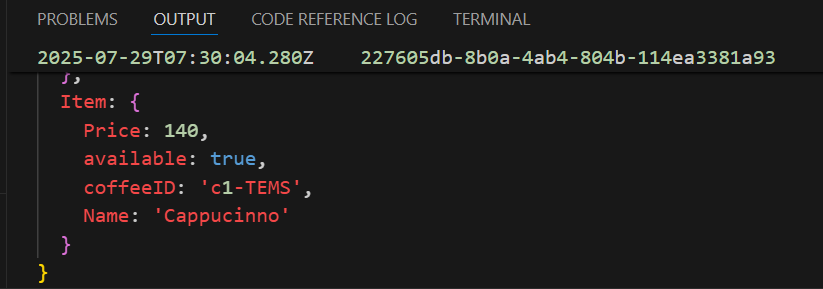 PROBLEMS OUTPUT CODE REFERENCE LOG TERMINAL
2025-07-29T07:30:04.280Z 227605db-8b0a-4ab4-804b-114ea3381a93
},
Item: {
Price: 140,
available: true,
coffeeID: 'c1-TEMS',
Name: 'Cappucinno'
}
}